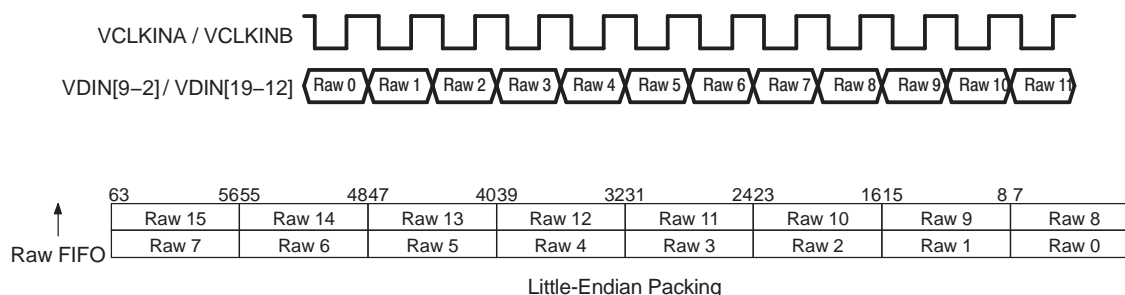 VCLKINA / VCLKINB
VDIN[9–2] / VDIN[19–12] Raw 0 Raw 1 Raw 2 Raw 3 Raw 4 Raw 5 Raw 6 Raw 7 Raw 8 Raw 9 Raw 10 Raw 11
63 5655 4847 4039 3231 2423 1615 8 7
Raw 15 Raw 14 Raw 13 Raw 12 Raw 11 Raw 10 Raw 9 Raw 8
Raw FIFO Raw 7 Raw 6 Raw 5 Raw 4 Raw 3 Raw 2 Raw 1 Raw 0
Little-Endian Packing